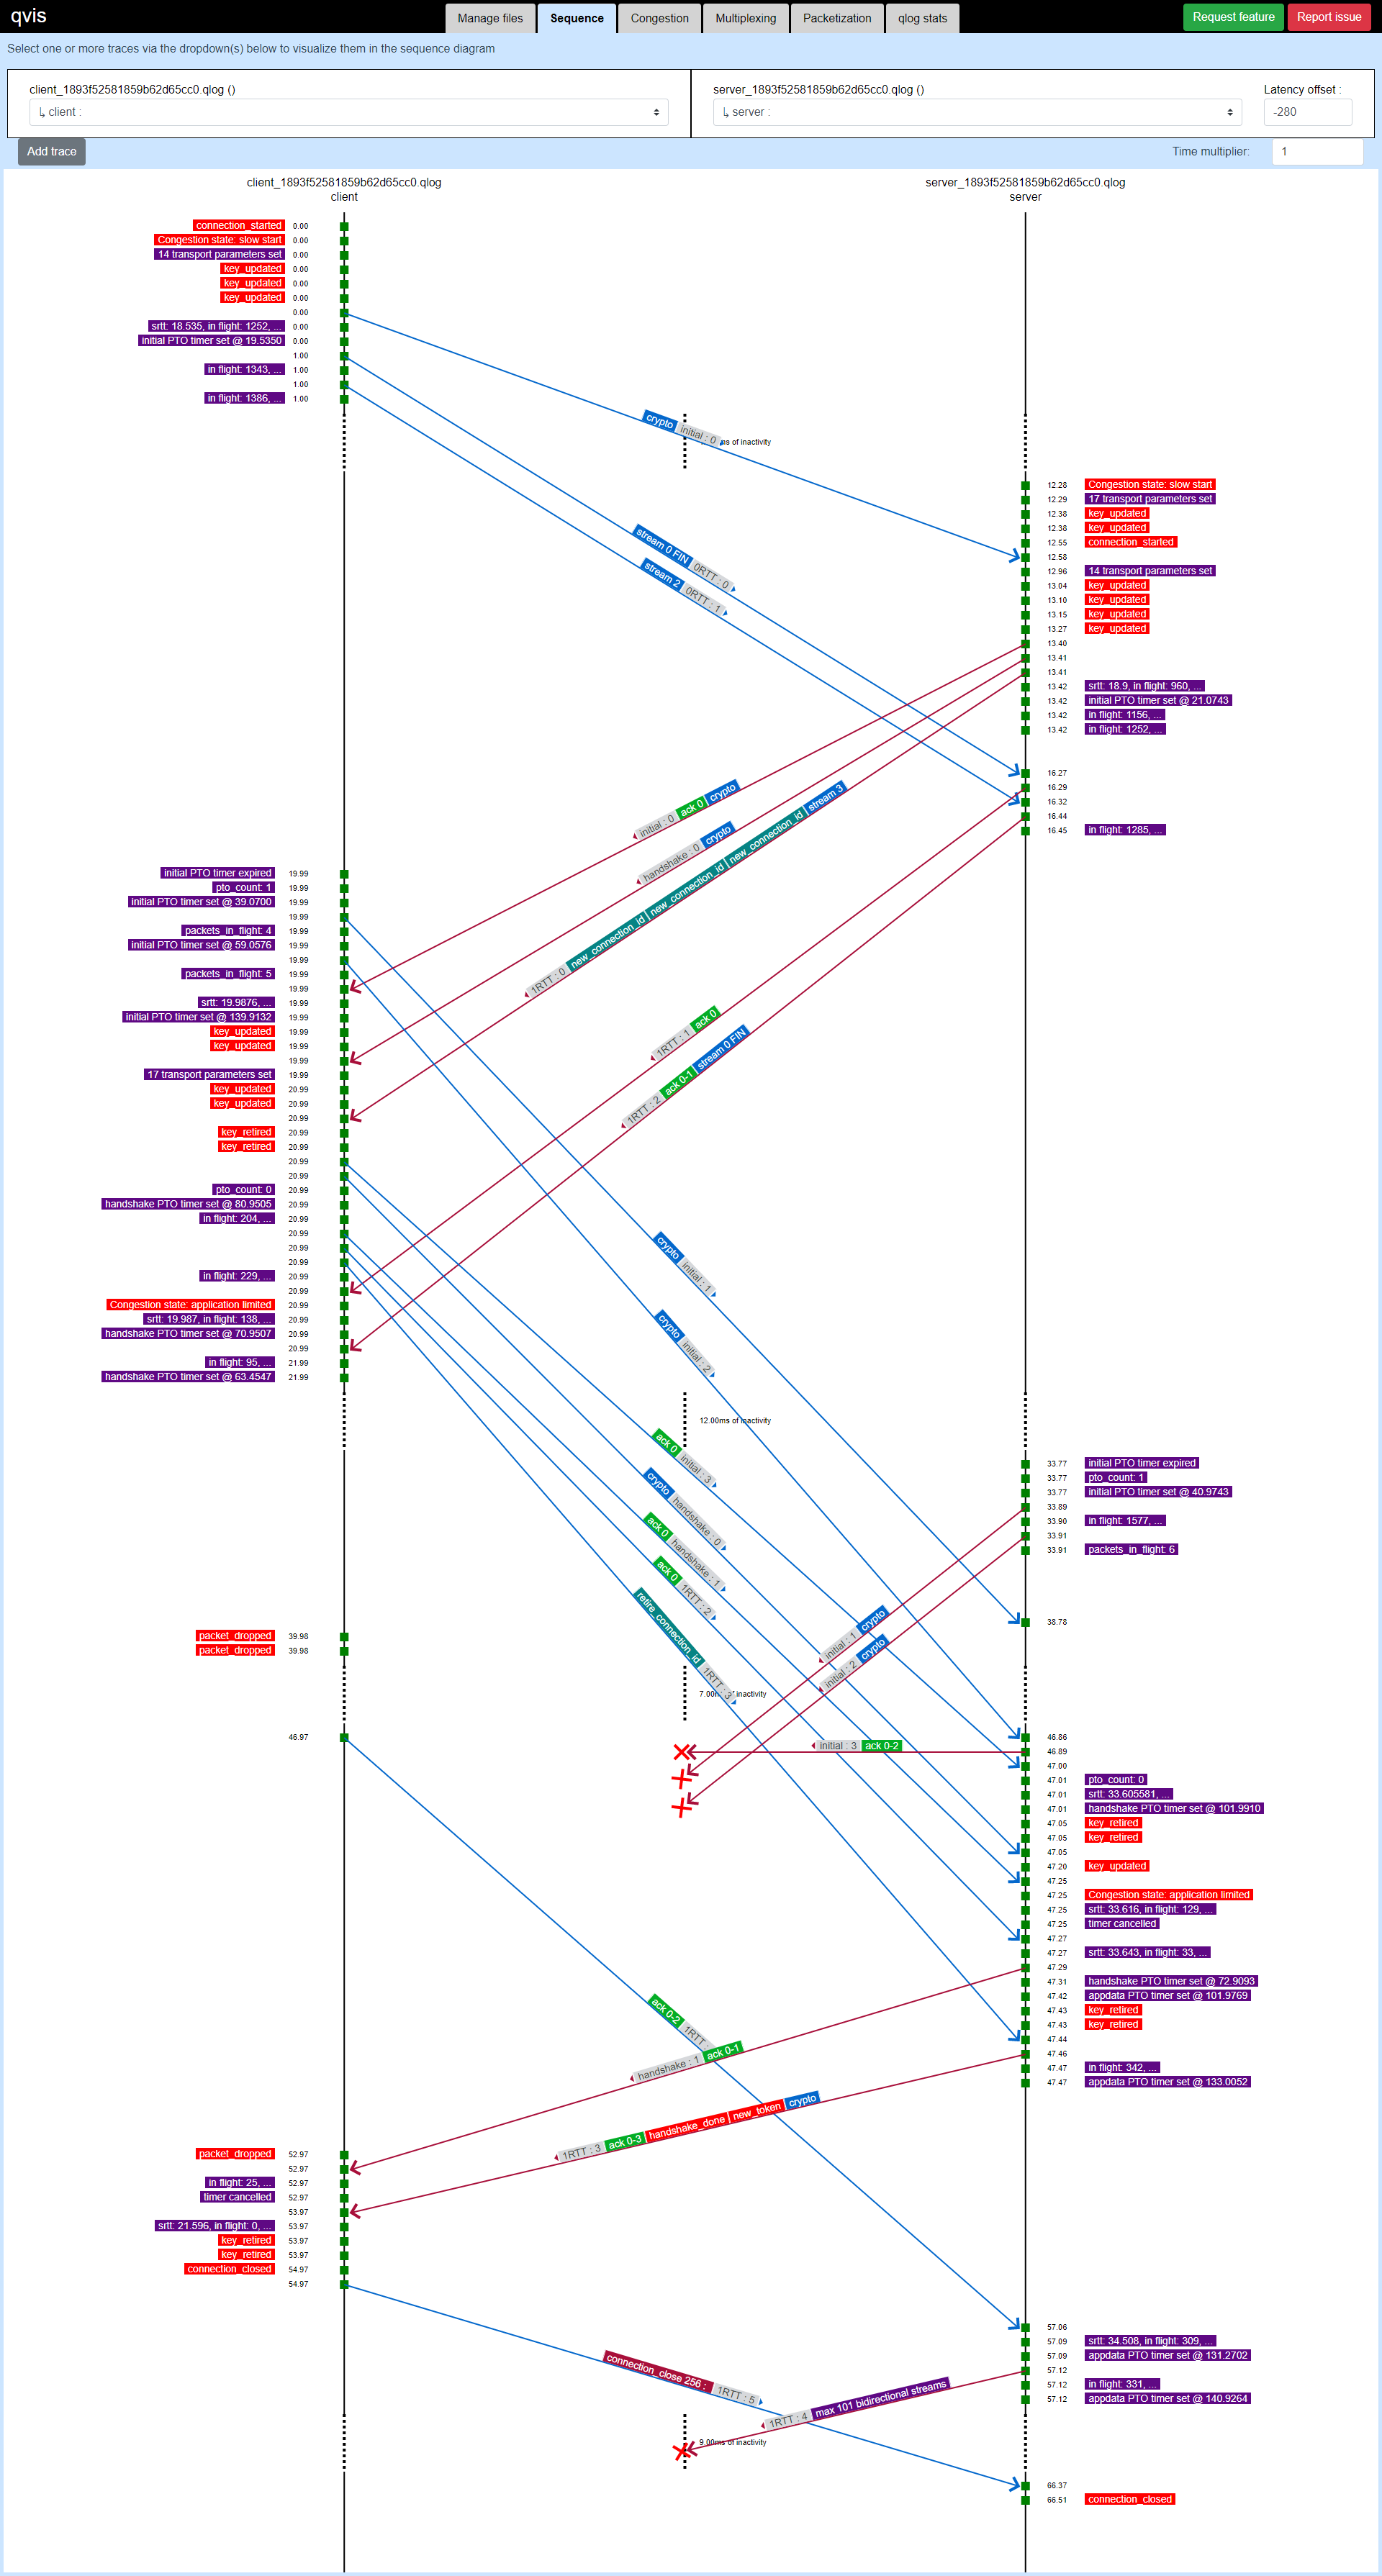 qvis
Manage files
Sequence
Congestion
Multiplexing
Packetization
qlog stats
Request feature
Report issue
Select one or more traces via the dropdown(s) below to visualize them in the sequence diagram
client_1893f52581859b62d65cc0.qlog ()
↳ client :
server_1893f52581859b62d65cc0.qlog ()
↳ server :
Latency offset :
-280
Add trace
Time multiplier:
1
client_1893f52581859b62d65cc0.qlog
client
server_1893f52581859b62d65cc0.qlog
server
connection_started 0.00
Congestion state: slow start 0.00
14 transport parameters set 0.00
key_updated 0.00
key_updated 0.00
key_updated 0.00
0.00
srtt: 18.535, in flight: 1252, ... 0.00
initial PTO timer set @ 19.5350 0.00
1.00
in flight: 1343, ... 1.00
1.00
in flight: 1386, ... 1.00
crypto initial : 0
ms of inactivity
12.28 Congestion state: slow start
12.29 17 transport parameters set
12.38 key_updated
12.38 key_updated
12.55 connection_started
12.58
12.96 14 transport parameters set
13.04 key_updated
13.10 key_updated
13.15 key_updated
13.27 key_updated
13.40
13.41
13.41
13.42 srtt: 18.9, in flight: 960, ...
13.42 initial PTO timer set @ 21.0743
13.42 in flight: 1156, ...
13.42 in flight: 1252, ...
16.27
16.29
16.32
16.44
16.45 in flight: 1285, ...
stream 0 FIN 0RTT : 0
stream 2 0RTT : 1
initial : 0 ack 0 crypto
handshake : 0 crypto
1RTT : 0 new_connection_id new_connection_id new_connection_id stream 3
1RTT : 1 ack 0
1RTT : 2 ack 0-1 stream 0 FIN
initial PTO timer expired 19.99
pto_count: 1 19.99
initial PTO timer set @ 39.0700 19.99
19.99
packets_in_flight: 4 19.99
initial PTO timer set @ 59.0576 19.99
19.99
packets_in_flight: 5 19.99
19.99
srtt: 19.9876, ... 19.99
initial PTO timer set @ 139.9132 19.99
key_updated 19.99
key_updated 19.99
19.99
17 transport parameters set 19.99
key_updated 20.99
key_updated 20.99
20.99
key_retired 20.99
key_retired 20.99
20.99
20.99
pto_count: 0 20.99
handshake PTO timer set @ 80.9505 20.99
in flight: 204, ... 20.99
20.99
20.99
20.99
in flight: 229, ... 20.99
20.99
Congestion state: application limited 20.99
srtt: 19.987, in flight: 138, ... 20.99
handshake PTO timer set @ 70.9507 20.99
20.99
in flight: 95, ... 21.99
handshake PTO timer set @ 63.4547 21.99
crypto initial : 1
crypto initial : 2
12.00ms of inactivity
ack 0 initial : 3
crypto handshake : 0
ack 0 handshake : 1
ack 0 1RTT : 2
retire_connection_id 1RTT : 3
33.77 initial PTO timer expired
33.77 pto_count: 1
33.77 initial PTO timer set @ 40.9743
33.89
33.90 in flight: 1577, ...
33.91
33.91 packets_in_flight: 6
38.78
initial : 1 crypto
initial : 2 crypto
packet_dropped 39.98
packet_dropped 39.98
7.00ms of inactivity
46.97
initial : 3 ack 0-2
46.86
46.89
47.00
47.01 pto_count: 0
47.01 srtt: 33.605581, ...
47.01 handshake PTO timer set @ 101.9910
47.05 key_retired
47.05 key_retired
47.05
47.20 key_updated
47.25
47.25 Congestion state: application limited
47.25 srtt: 33.616, in flight: 129, ...
47.25 timer cancelled
47.27
47.27 srtt: 33.643, in flight: 33, ...
47.29
47.31 handshake PTO timer set @ 72.9093
47.42 appdata PTO timer set @ 101.9769
47.43 key_retired
47.43 key_retired
47.44
47.46
47.47 in flight: 342, ...
47.47 appdata PTO timer set @ 133.0052
ack 0-2 1RTT :
handshake : 1 ack 0-1
1RTT : 3 ack 0-3 handshake_done new_token crypto
packet_dropped 52.97
52.97
in flight: 25, ... 52.97
timer cancelled 52.97
53.97
srtt: 21.596, in flight: 0, ... 53.97
key_retired 53.97
key_retired 53.97
connection_closed 54.97
54.97
57.06
57.09 srtt: 34.508, in flight: 309, ...
57.09 appdata PTO timer set @ 131.2702
57.12
57.12 in flight: 331, ...
57.12 appdata PTO timer set @ 140.9264
connection_close 256 : 1RTT : 5
1RTT : 4 max 101 bidirectional streams
9.00ms of inactivity
66.37
66.51 connection_closed